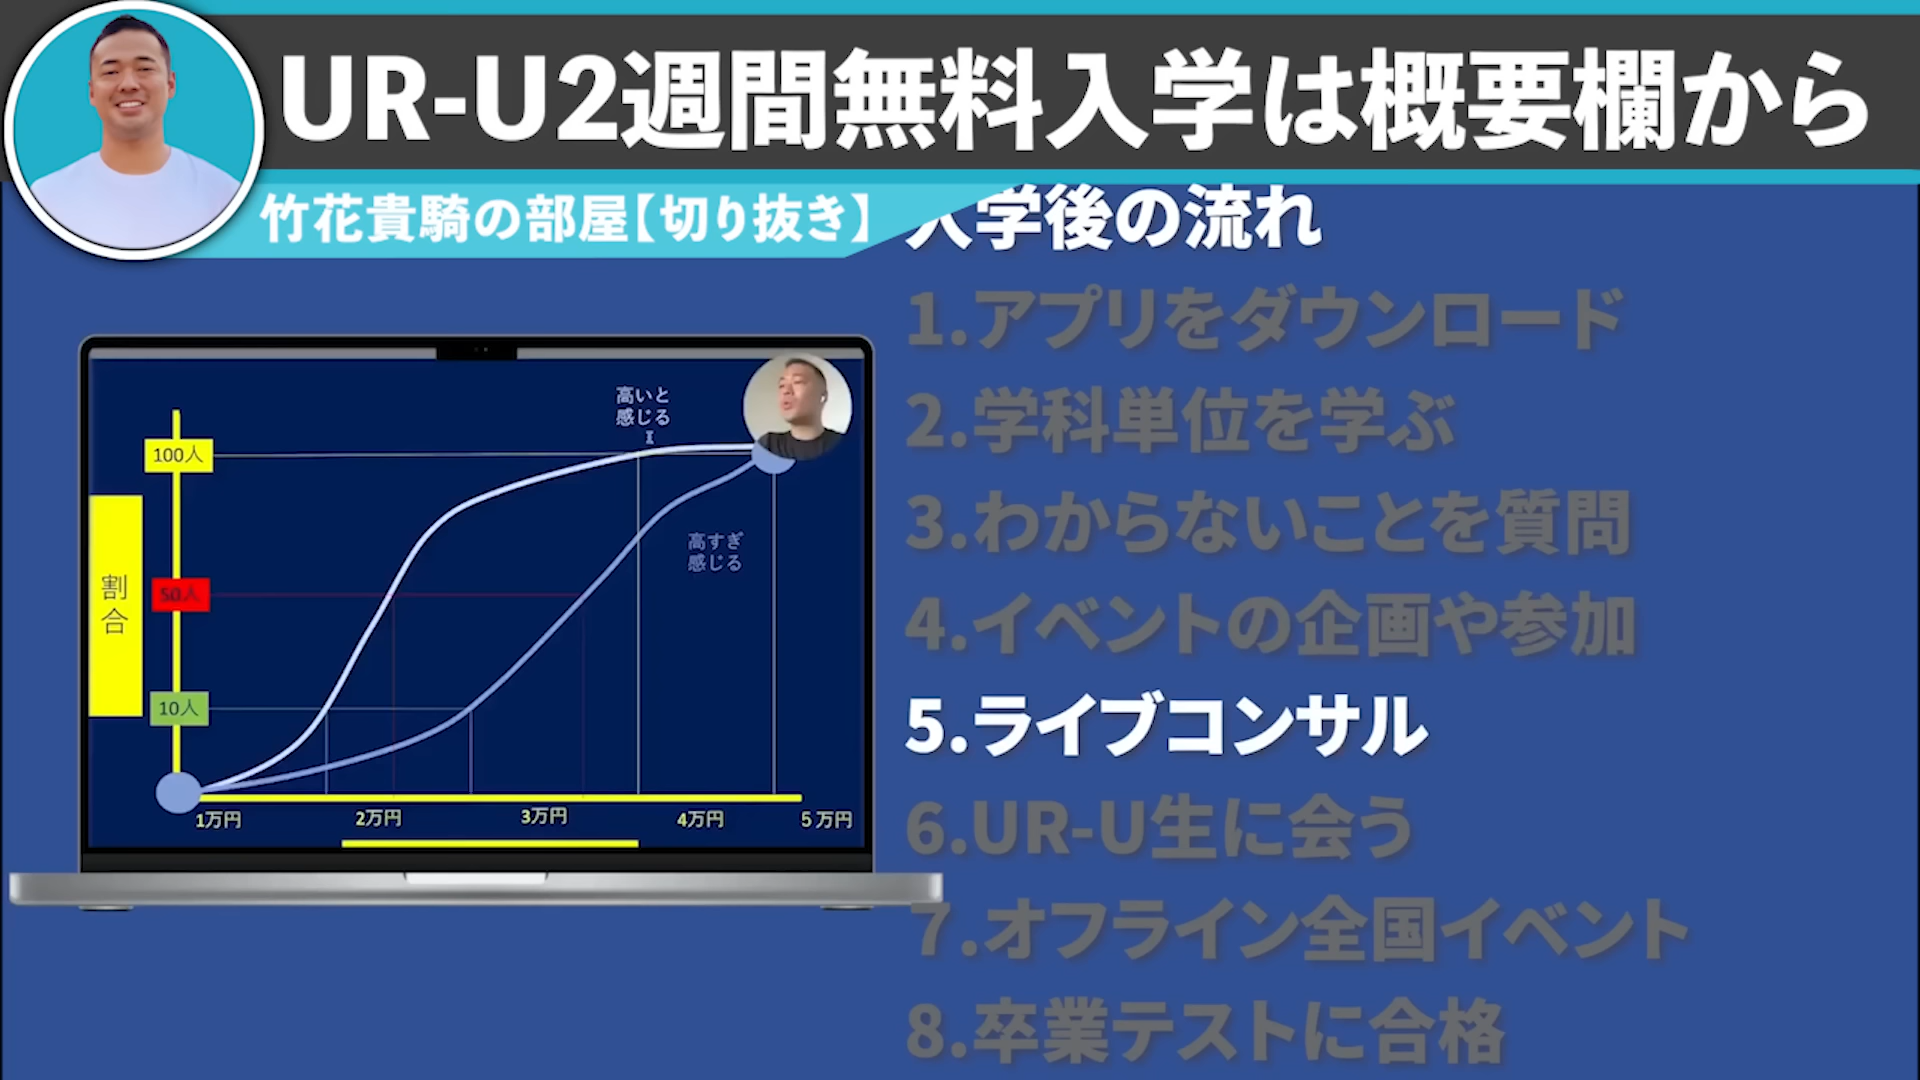 UR-U2週間無料入学は概要欄から
竹花貴騎の部屋【切り抜き】
入学後の流れ
1.アプリをダウンロード
2.学科単位を学ぶ
3.わからないことを質問
4.イベントの企画や参加
5.ライブコンサル
6.UR-U生に会う
7.オフライン全国イベント
8.卒業テストに合格
高いと
感じる
100人
高すぎ
感じる
割
合
50人
10人
1万円
2万円
3万円
4万円
5万円